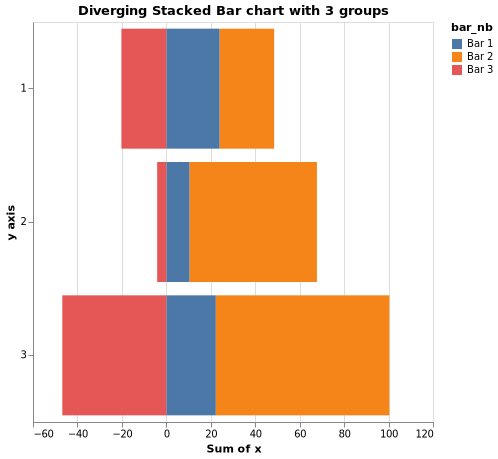 Diverging Stacked Bar chart with 3 groups
bar_nb
Bar 1
Bar 2
Bar 3
y axis
1
2
3
−60 −40 −20 0 20 40 60 80 100 120
Sum of x